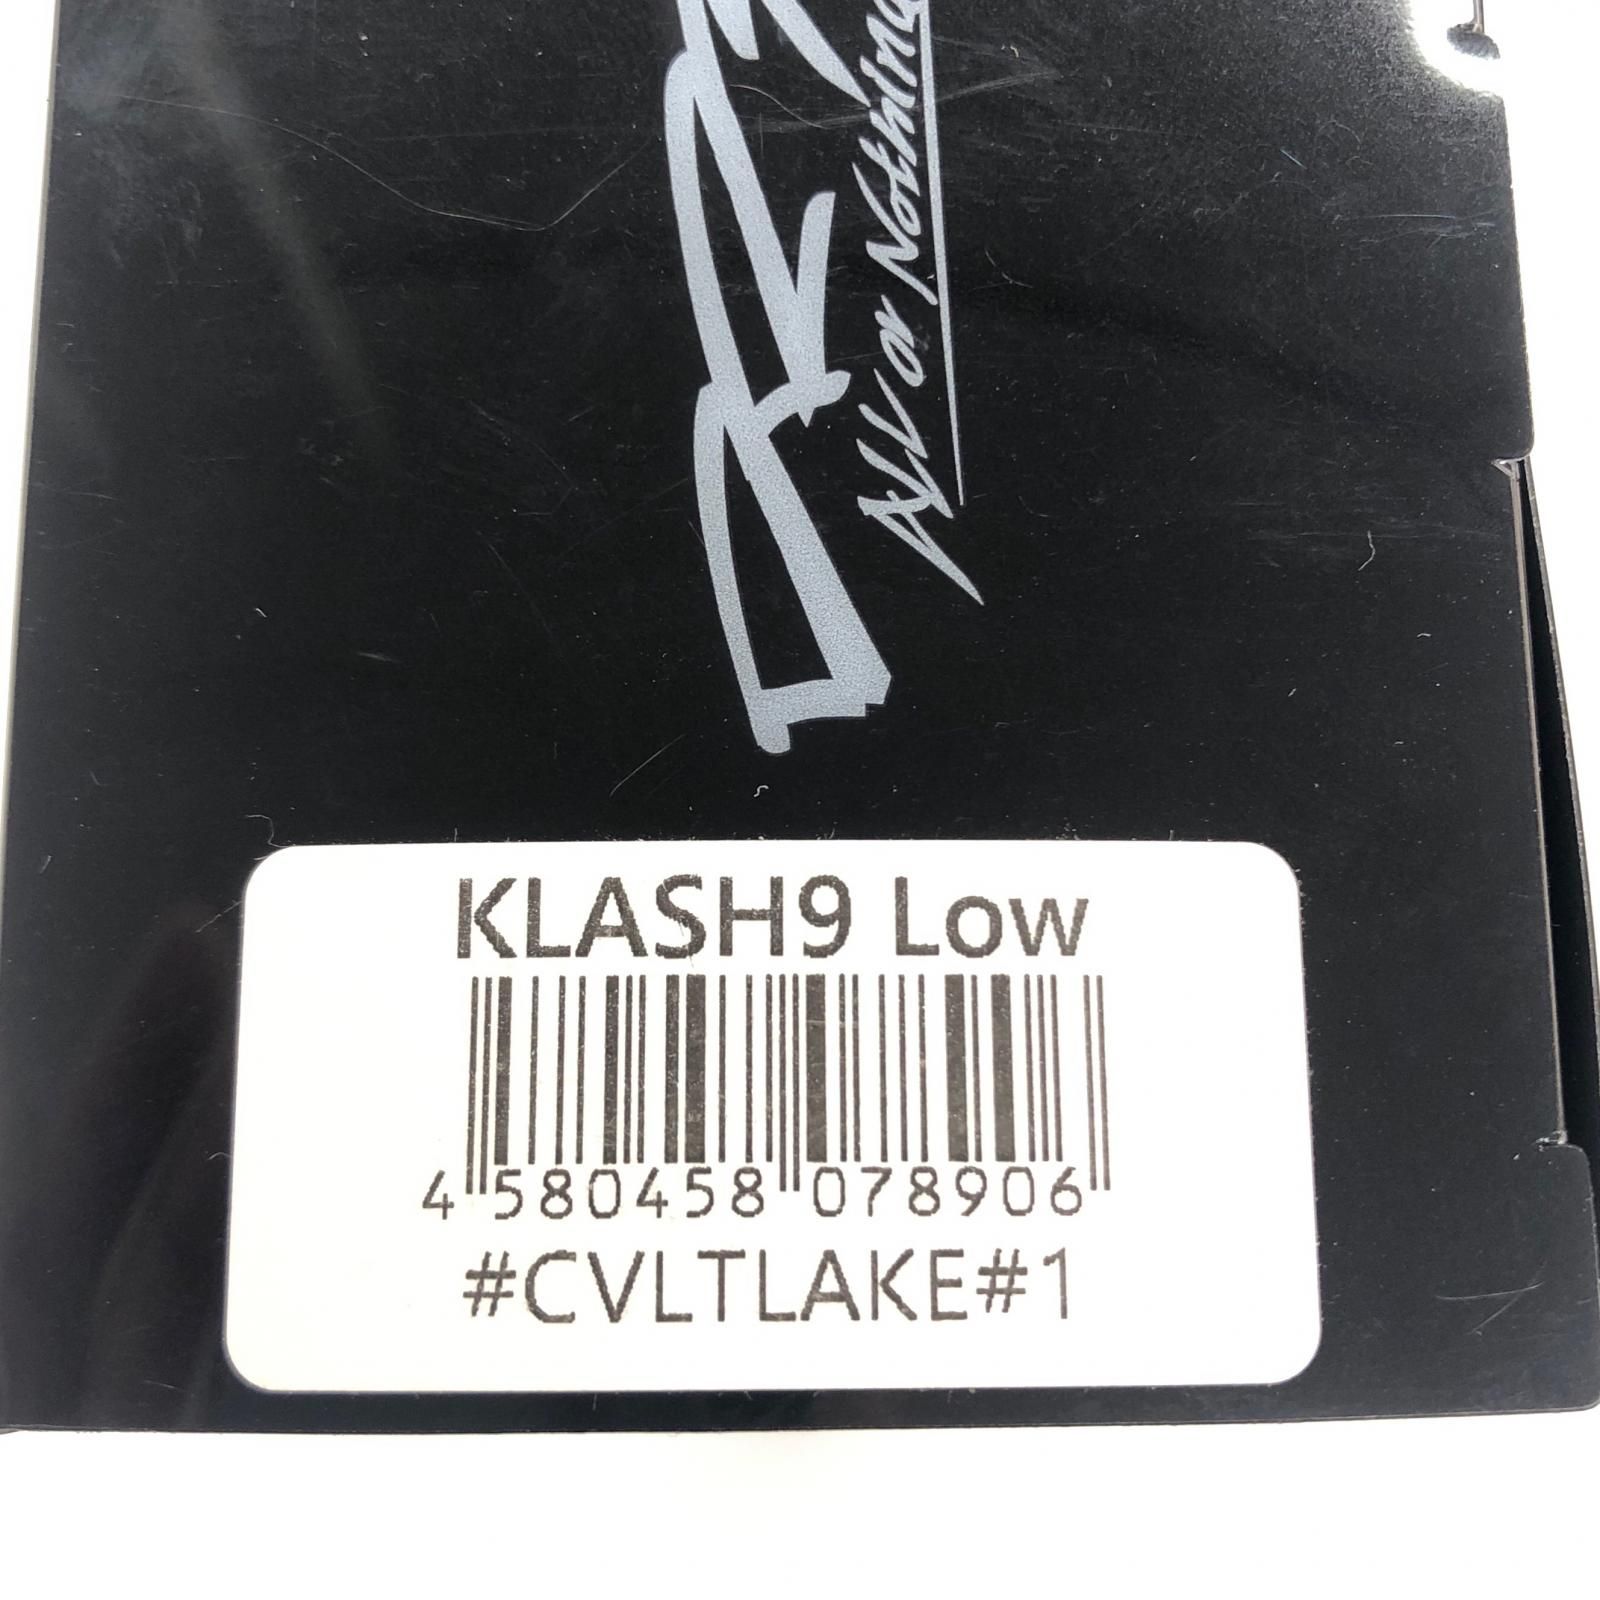 All or Nothing
KLASH9 Low
4 580458 078906
#CVLTLAKE#1